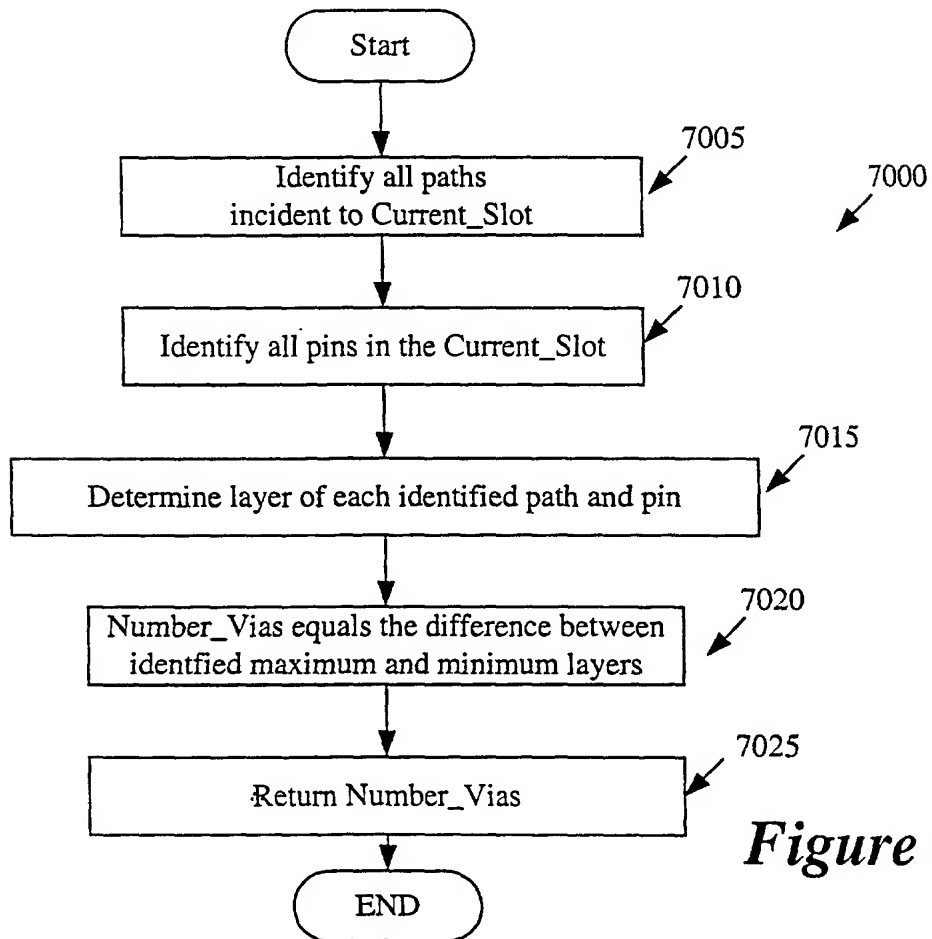 Start
7005
Identify all paths
incident to Current_Slot
7000
7010
Identify all pins in the Current_Slot
7015
Determine layer of each identified path and pin
7020
Number_Vias equals the difference between
identfied maximum and minimum layers
7025
Return Number_Vias
Figure
END